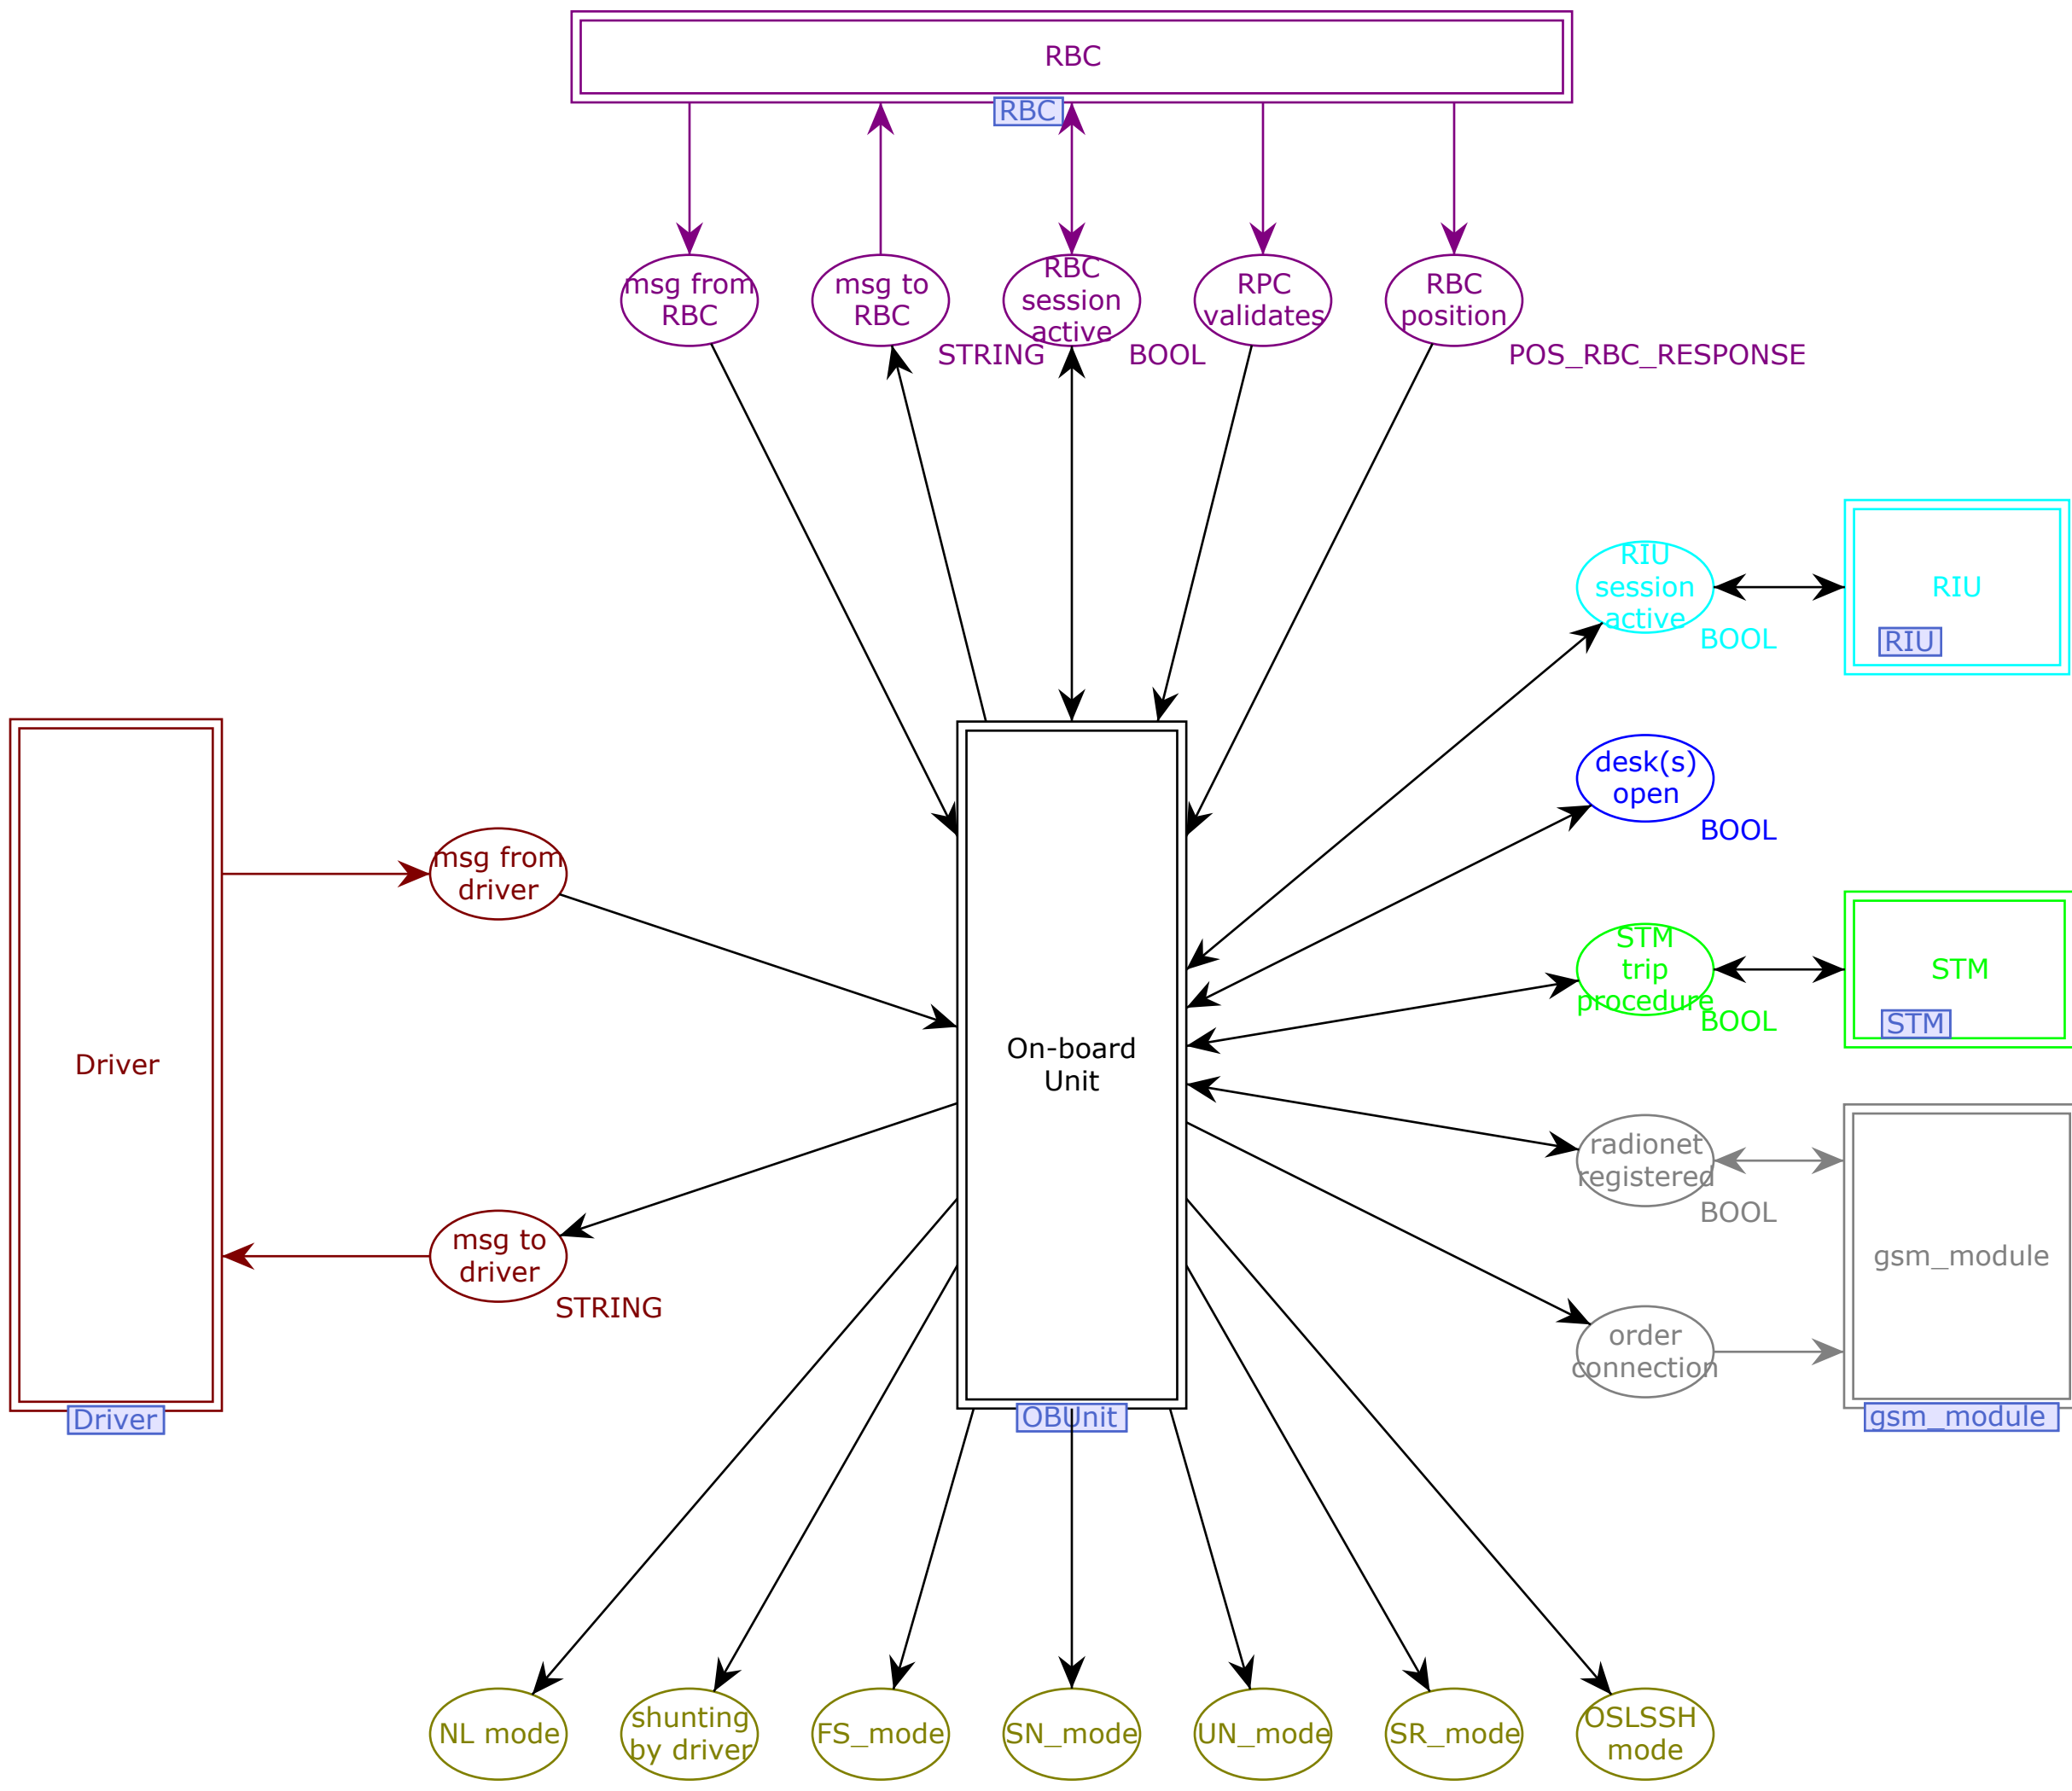 RBC
RBC
msg from
RBC
msg to
RBC
STRING
RBC
session
active
BOOL
RPC
validates
RBC
position
POS_RBC_RESPONSE
RIU
session
active
BOOL
RIU
RIU
desk(s)
open
BOOL
STM
trip
procedure
BOOL
STM
STM
Driver
Driver
msg from
driver
msg to
driver
STRING
On-board
Unit
OBUnit
radionet
registered
BOOL
order
connection
gsm_module
gsm_module
NL mode
shunting
by driver
FS_mode
SN_mode
UN_mode
SR_mode
OSLSSH
mode